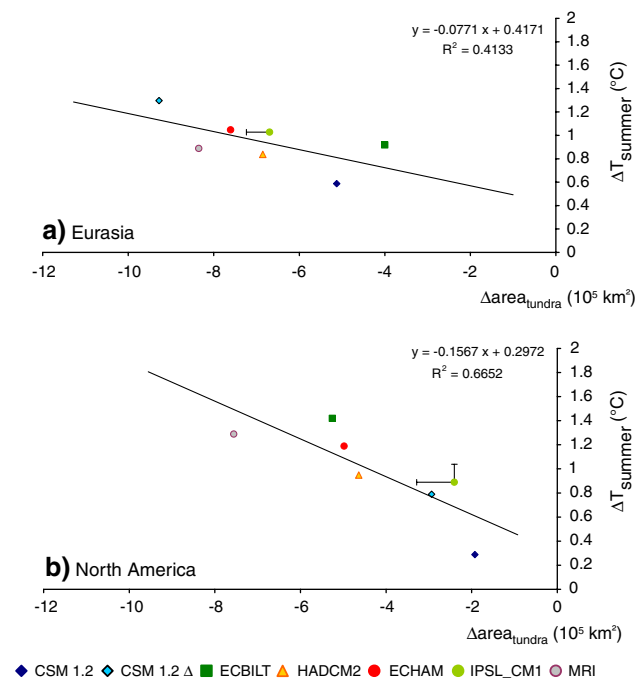 y = -0.0771 x + 0.4171
R² = 0.4133
2
1.8
1.6
1.4
1.2
1
0.8
0.6
0.4
0.2
0
ΔTsummer (°C)
a) Eurasia
-12 -10 -8 -6 -4 -2 0
Δareatundra (10⁵ km²)
y = -0.1567 x + 0.2972
R² = 0.6652
2
1.8
1.6
1.4
1.2
1
0.8
0.6
0.4
0.2
0
ΔTsummer (°C)
b) North America
-12 -10 -8 -6 -4 -2 0
Δareatundra (10⁵ km²)
CSM 1.2 CSM 1.2 Δ ECBILT HADCM2 ECHAM IPSL_CM1 MRI